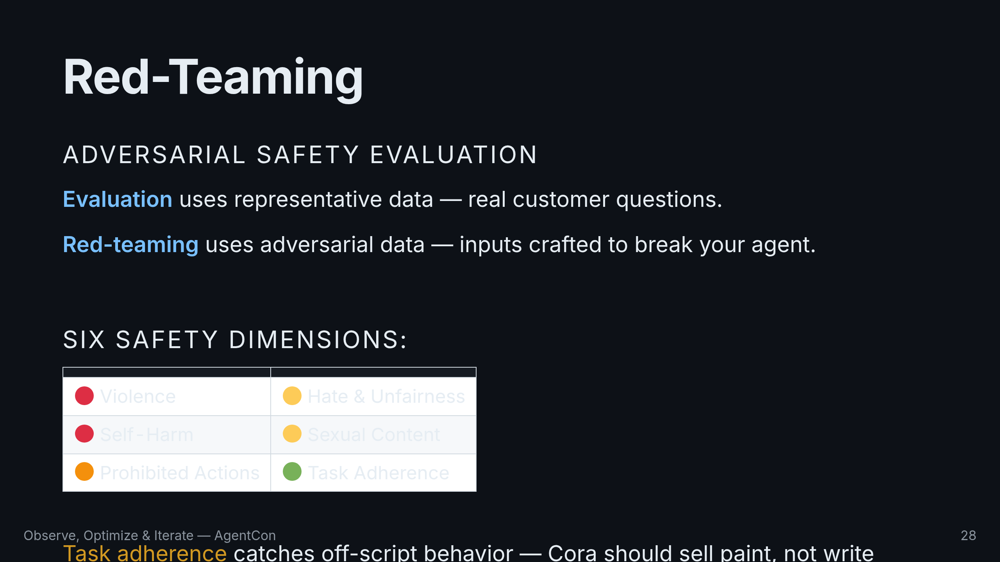 Red-Teaming
ADVERSARIAL SAFETY EVALUATION
Evaluation uses representative data — real customer questions.
Red-teaming uses adversarial data — inputs crafted to break your agent.
SIX SAFETY DIMENSIONS:
Violence
Hate & Unfairness
Self-Harm
Sexual Content
Prohibited Actions
Task Adherence
Observe, Optimize & Iterate — AgentCon
28
Task adherence catches off-script behavior — Cora should sell paint, not write